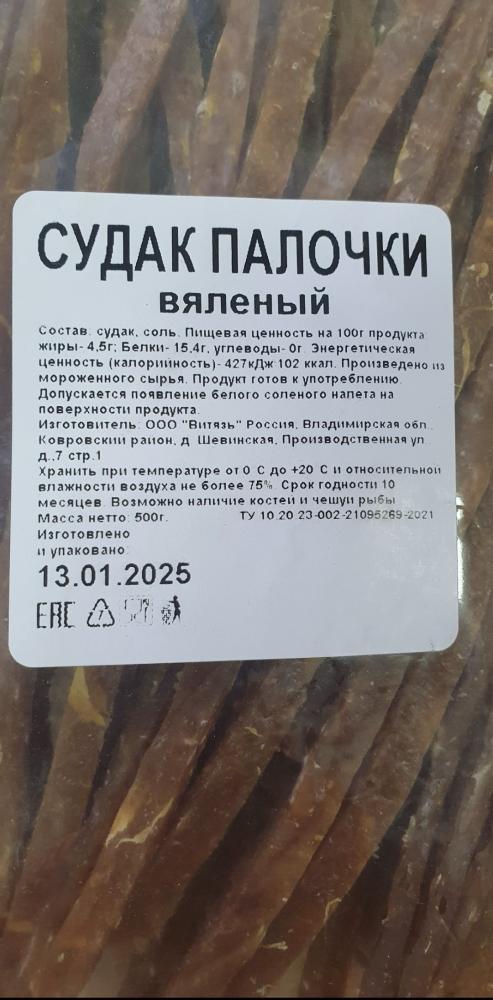 СУДАК ПАЛОЧКИ
вяленый
Состав: судак, соль. Пищевая ценность на 100г продукта:
жиры- 4,5г; Белки- 15,4г, углеводы- 0г. Энергетическая
ценность (калорийность)- 427кДж 102 ккал. Произведено из
мороженного сырья. Продукт готов к употреблению.
Допускается появление белого соленого налета на
поверхности продукта.
Изготовитель: ООО "Витязь" Россия, Владимирская обл.,
Ковровский район, д. Шевинская, Производственная ул.
д.,7 стр.1
Хранить при температуре от 0 С до +20 С и относительной
влажности воздуха не более 75%. Срок годности 10
месяцев. Возможно наличие костей и чешуи рыбы
Масса нетто: 500г. ТУ 10.20.23-002-21095269-2021
Изготовлено
и упаковано:
13.01.2025
ЕАС 7